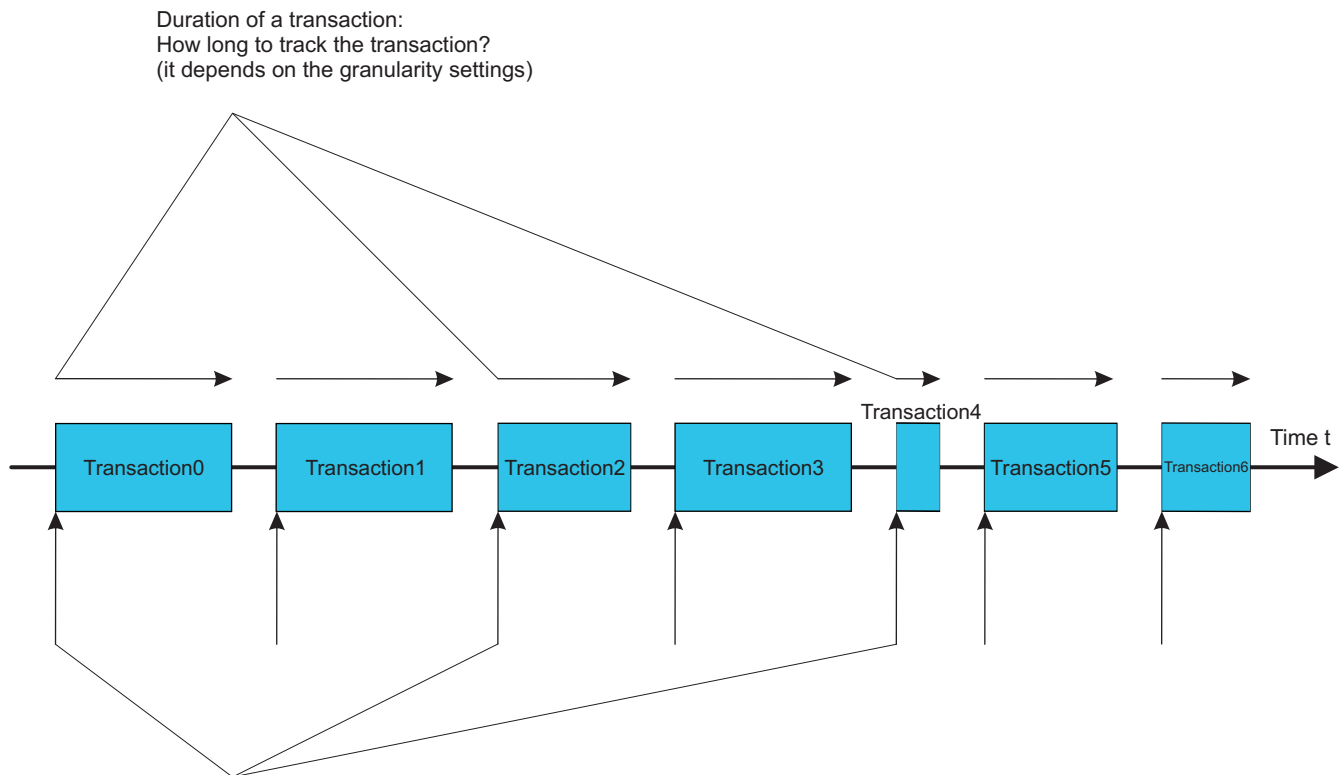 Duration of a transaction:
How long to track the transaction?
(it depends on the granularity settings)
Transaction4
Time t
Transaction0
Transaction1
Transaction2
Transaction3
Transaction5
Transaction6